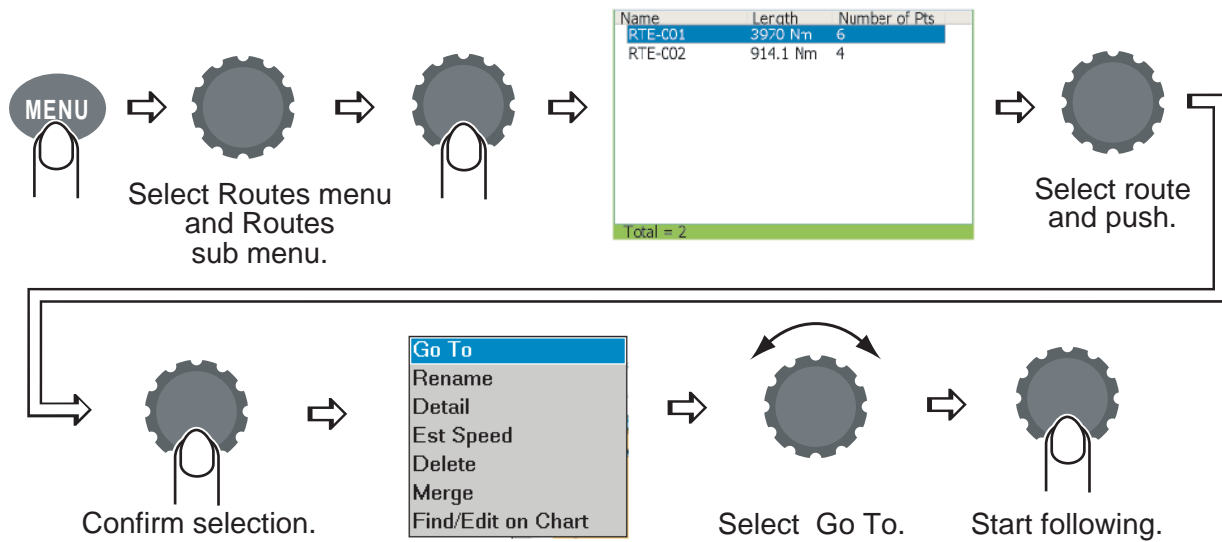 Name Length Number of Pts
RTE-C01 3970 Nm 6
RTE-C02 914.1 Nm 4
Total = 2
MENU
Select Routes menu
and Routes
sub menu.
Select route
and push.
Go To
Rename
Detail
Est Speed
Delete
Merge
Find/Edit on Chart
Confirm selection.
Select Go To.
Start following.